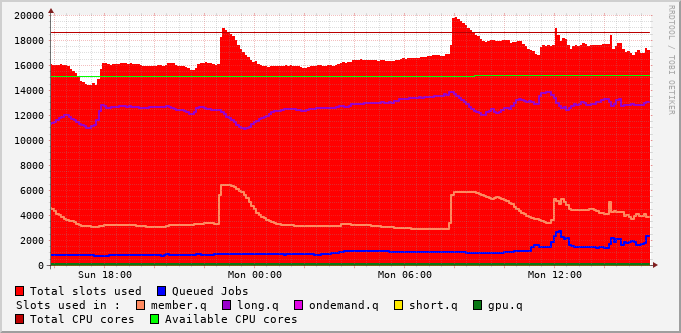 20000
18000
16000
14000
12000
10000
8000
6000
4000
2000
0
Sun 18:00 Mon 00:00 Mon 06:00 Mon 12:00
RRDTOOL / TOBI OETIKER
Total slots used Queued Jobs
Slots used in : member.q long.q ondemand.q short.q gpu.q
Total CPU cores Available CPU cores